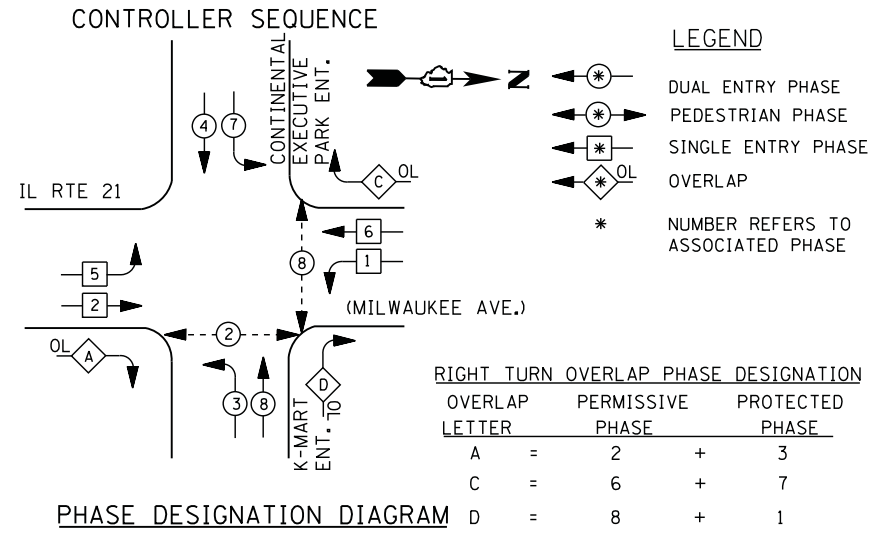 CONTROLLER SEQUENCE
CONTINENTAL
EXECUTIVE
PARK ENT.
N
LEGEND
* DUAL ENTRY PHASE
* PEDESTRIAN PHASE
* SINGLE ENTRY PHASE
* OL OVERLAP
* NUMBER REFERS TO
ASSOCIATED PHASE
4 7
C OL
IL RTE 21
6
1
8
5
2
(MILWAUKEE AVE.)
2
OL A
D OL
3 8
K-MART
ENT.
RIGHT TURN OVERLAP PHASE DESIGNATION
OVERLAP PERMISSIVE PROTECTED
LETTER PHASE PHASE
A = 2 + 3
C = 6 + 7
D = 8 + 1
PHASE DESIGNATION DIAGRAM